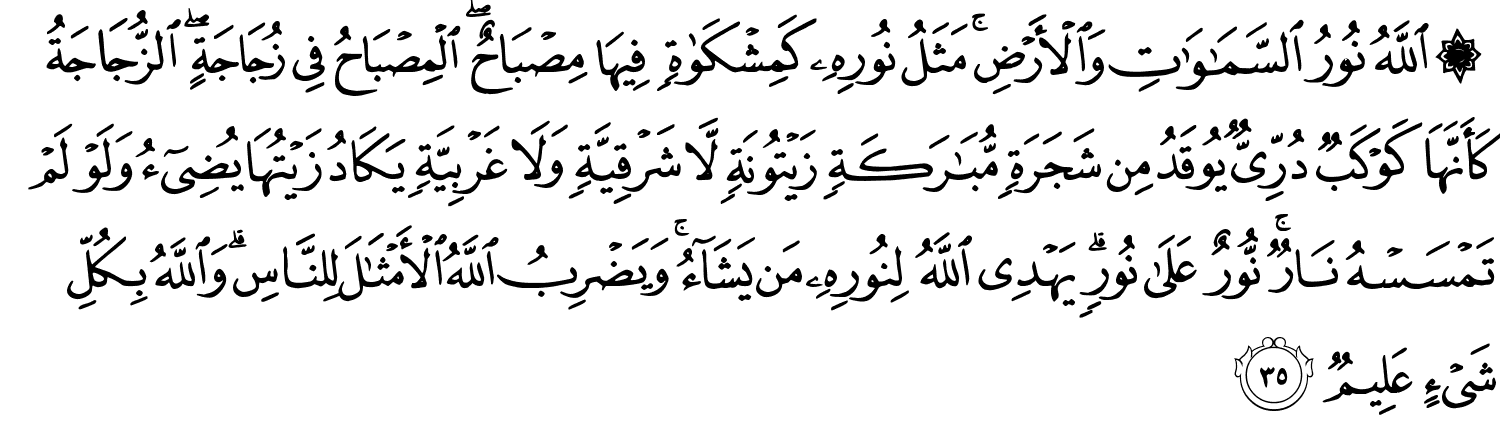 ۞ ٱللَّهُ نُورُ ٱلسَّمَـٰوَٰتِ وَٱلْأَرْضِ ۚ مَثَلُ نُورِهِۦ كَمِشْكَوٰةٍ فِيهَا مِصْبَاحٌ ۖ ٱلْمِصْبَاحُ فِى زُجَاجَةٍ ۖ ٱلزُّجَاجَةُ
كَأَنَّهَا كَوْكَبٌ دُرِّىٌّ يُوقَدُ مِن شَجَرَةٍ مُّبَـٰرَكَةٍ زَيْتُونَةٍ لَّا شَرْقِيَّةٍ وَلَا غَرْبِيَّةٍ يَكَادُ زَيْتُهَا يُضِىٓءُ وَلَوْ لَمْ
تَمْسَسْهُ نَارٌ ۚ نُّورٌ عَلَىٰ نُورٍ ۗ يَهْدِى ٱللَّهُ لِنُورِهِۦ مَن يَشَآءُ ۚ وَيَضْرِبُ ٱللَّهُ ٱلْأَمْثَـٰلَ لِلنَّاسِ ۗ وَٱللَّهُ بِكُلِّ
شَىْءٍ عَلِيمٌ ٣٥